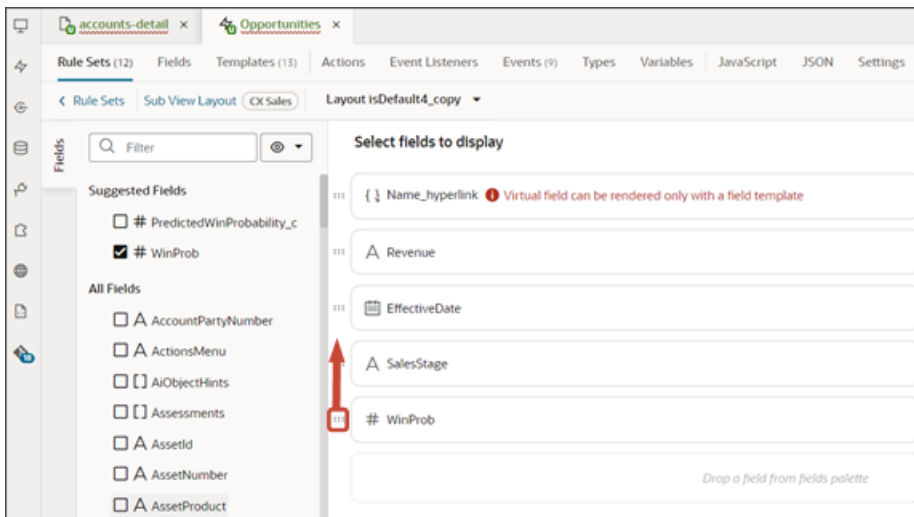 accounts-detail × Opportunities ×
Rule Sets (12) Fields Templates (13) Actions Event Listeners Events (9) Types Variables JavaScript JSON Settings
Rule Sets Sub View Layout CX Sales Layout isDefault4_copy
Fields
Filter
Select fields to display
Suggested Fields
{ } Name_hyperlink Virtual field can be rendered only with a field template
# PredictedWinProbability_c
# WinProb
A Revenue
All Fields
EffectiveDate
A AccountPartyNumber
A ActionsMenu
A SalesStage
[ ] AiObjectHints
[ ] Assessments
# WinProb
A AssetId
A AssetNumber
Drop a field from fields palette
A AssetProduct
18